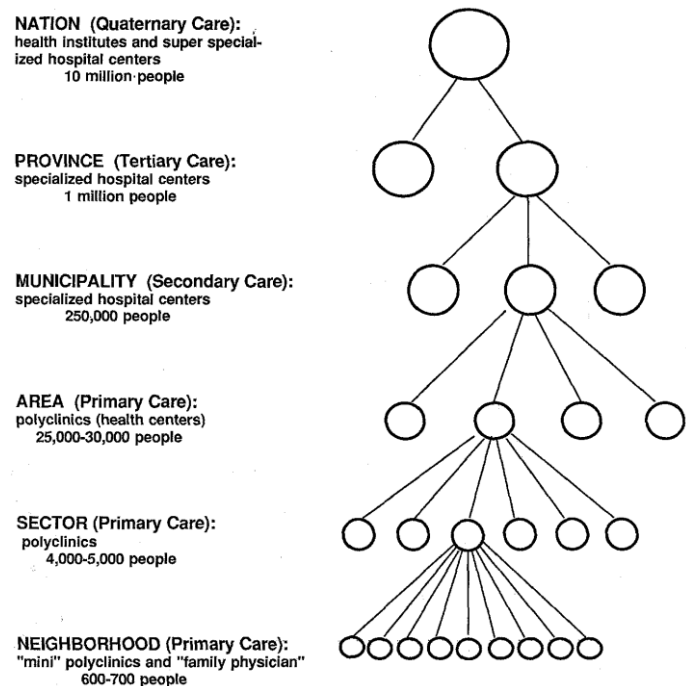 NATION (Quaternary Care):
health institutes and super special-
ized hospital centers
10 million people
PROVINCE (Tertiary Care):
specialized hospital centers
1 million people
MUNICIPALITY (Secondary Care):
specialized hospital centers
250,000 people
AREA (Primary Care):
polyclinics (health centers)
25,000-30,000 people
SECTOR (Primary Care):
polyclinics
4,000-5,000 people
NEIGHBORHOOD (Primary Care):
"mini" polyclinics and "family physician"
600-700 people